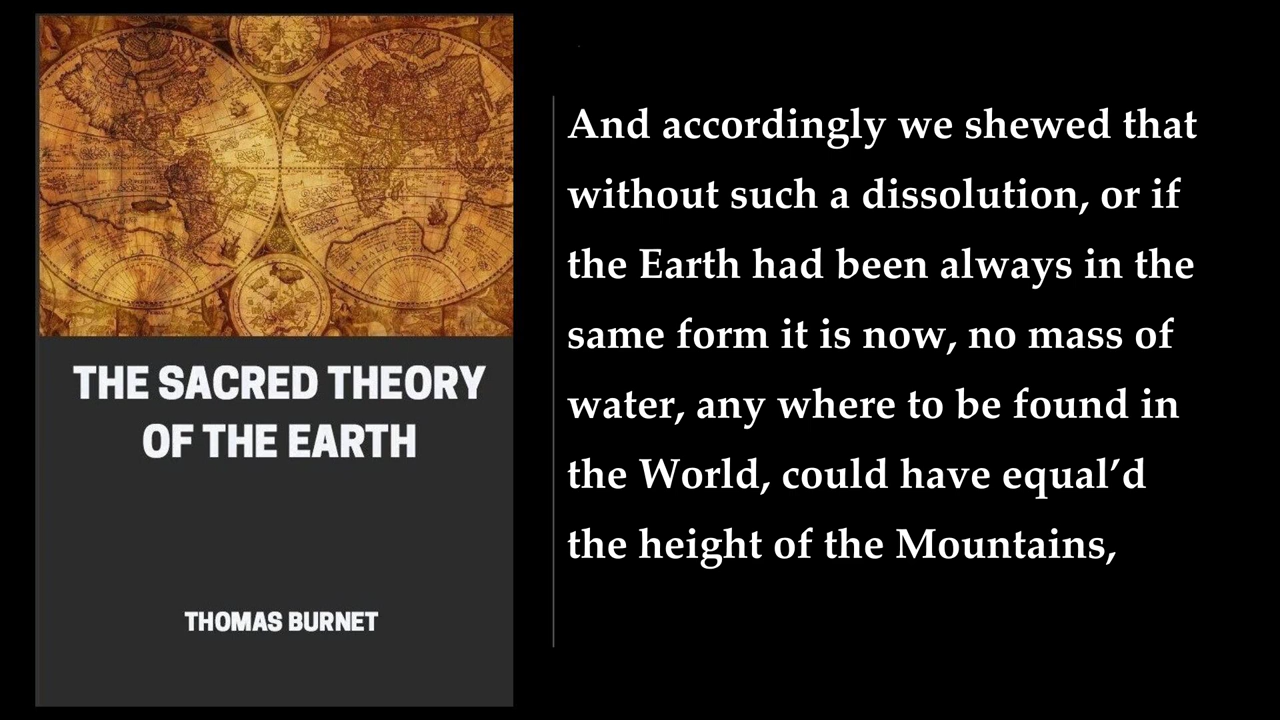 THE SACRED THEORY
OF THE EARTH
THOMAS BURNET
And accordingly we shewed that
without such a dissolution, or if
the Earth had been always in the
same form it is now, no mass of
water, any where to be found in
the World, could have equal’d
the height of the Mountains,